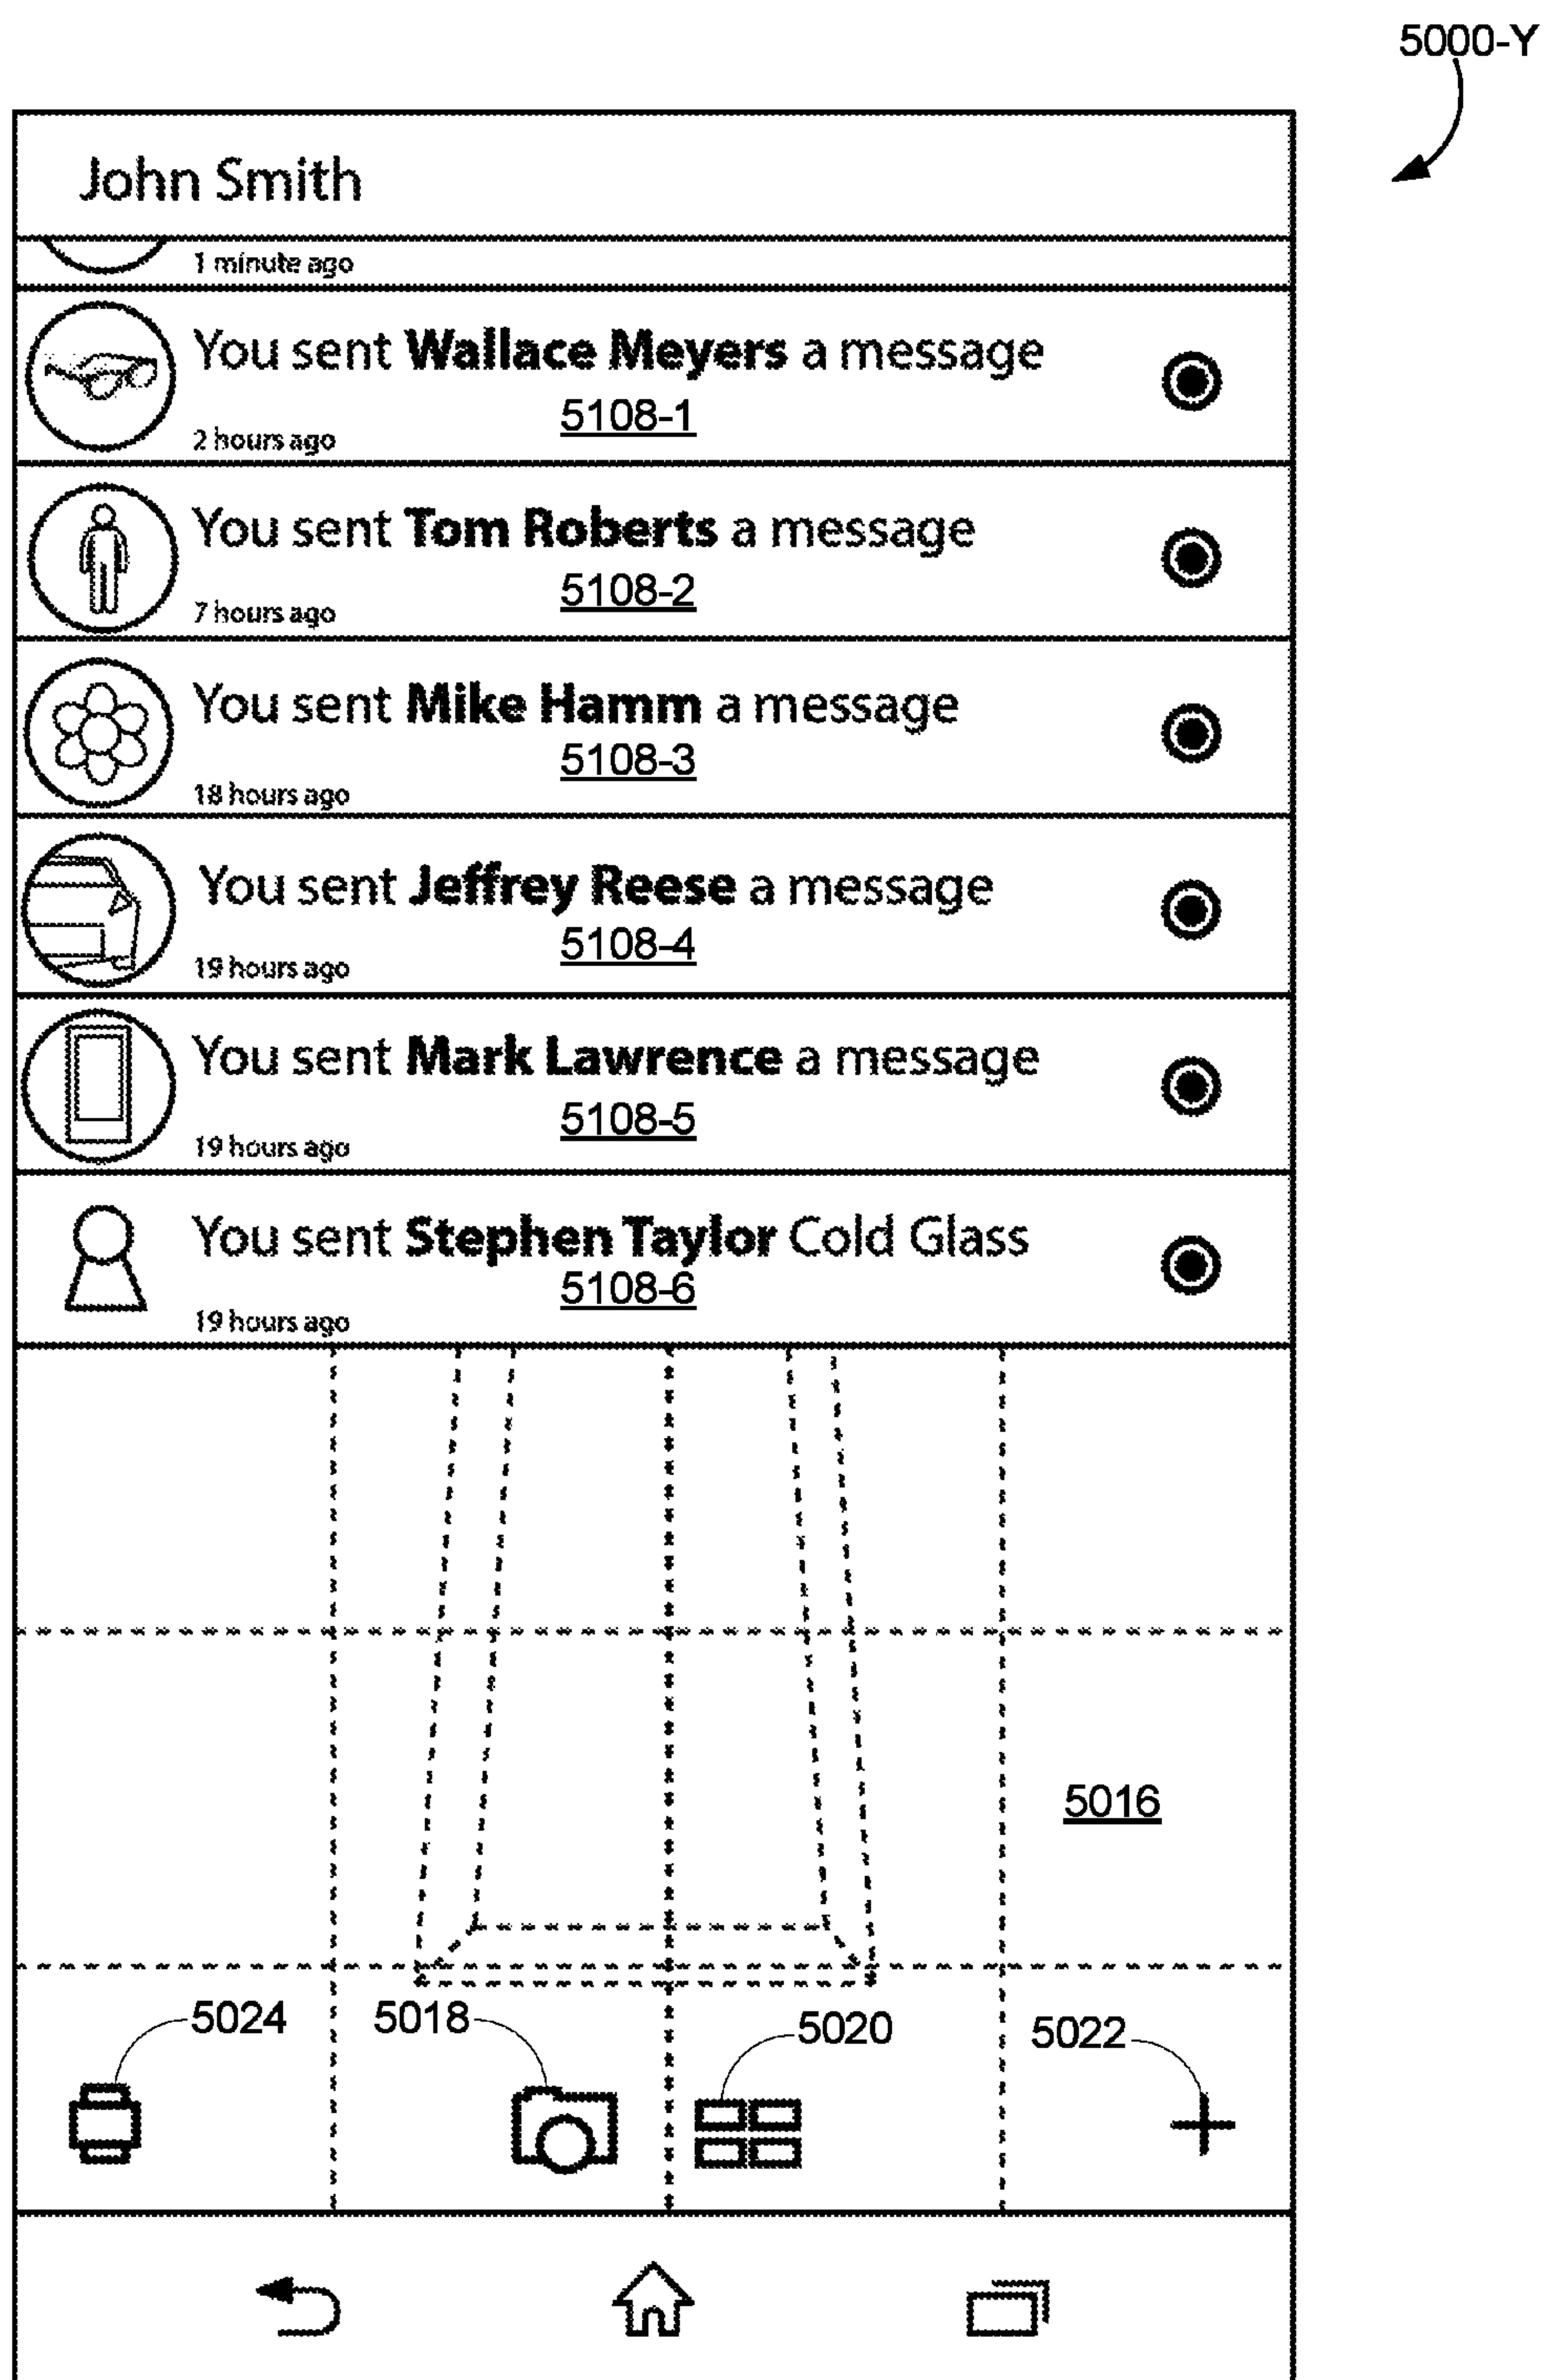 5000-Y
John Smith
1 minute ago
You sent Wallace Meyers a message
5108-1
2 hours ago
You sent Tom Roberts a message
5108-2
7 hours ago
You sent Mike Hamm a message
5108-3
18 hours ago
You sent Jeffrey Reese a message
5108-4
19 hours ago
You sent Mark Lawrence a message
5108-5
19 hours ago
You sent Stephen Taylor Cold Glass
5108-6
19 hours ago
5016
5024
5018
5020
5022